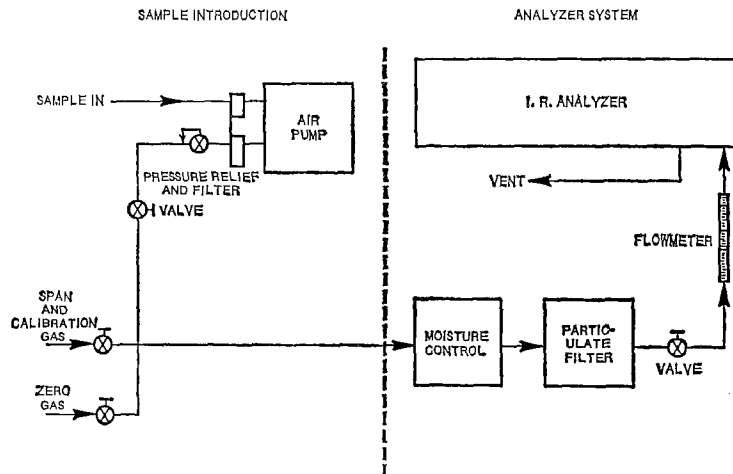 SAMPLE INTRODUCTION
ANALYZER SYSTEM
SAMPLE IN
AIR
PUMP
I. R. ANALYZER
PRESSURE RELIEF
AND FILTER
VENT
VALVE
FLOWMETER
SPAN
AND
CALIBRATION
GAS
MOISTURE
CONTROL
PARTIC-
ULATE
FILTER
VALVE
ZERO
GAS